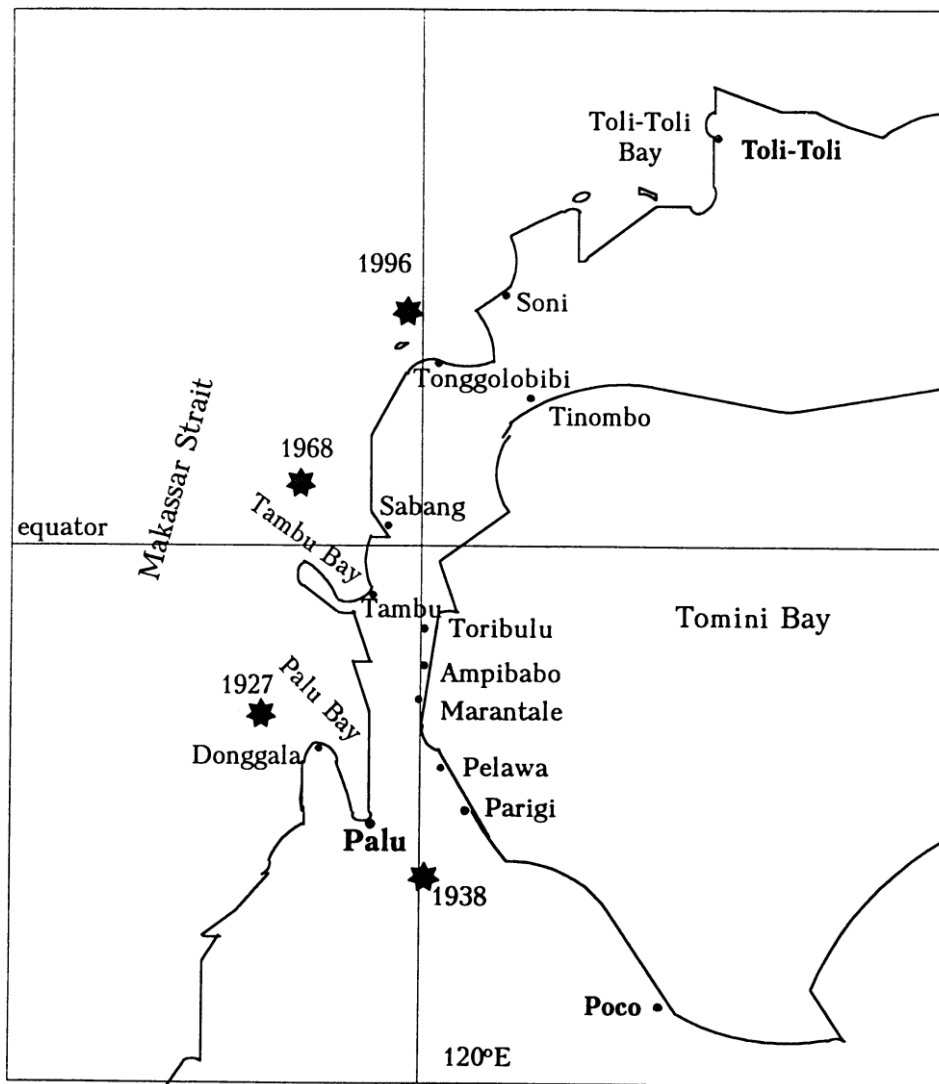 Toli-Toli
Bay
Toli-Toli
1996
Soni
Tonggolobibi
Tinombo
Makassar Strait
1968
Sabang
equator
Tambu Bay
Tambu
Toribulu
Tomini Bay
Ampibabo
1927
Palu Bay
Marantale
Donggala
Pelawa
Parigi
Palu
1938
Poco
120°E